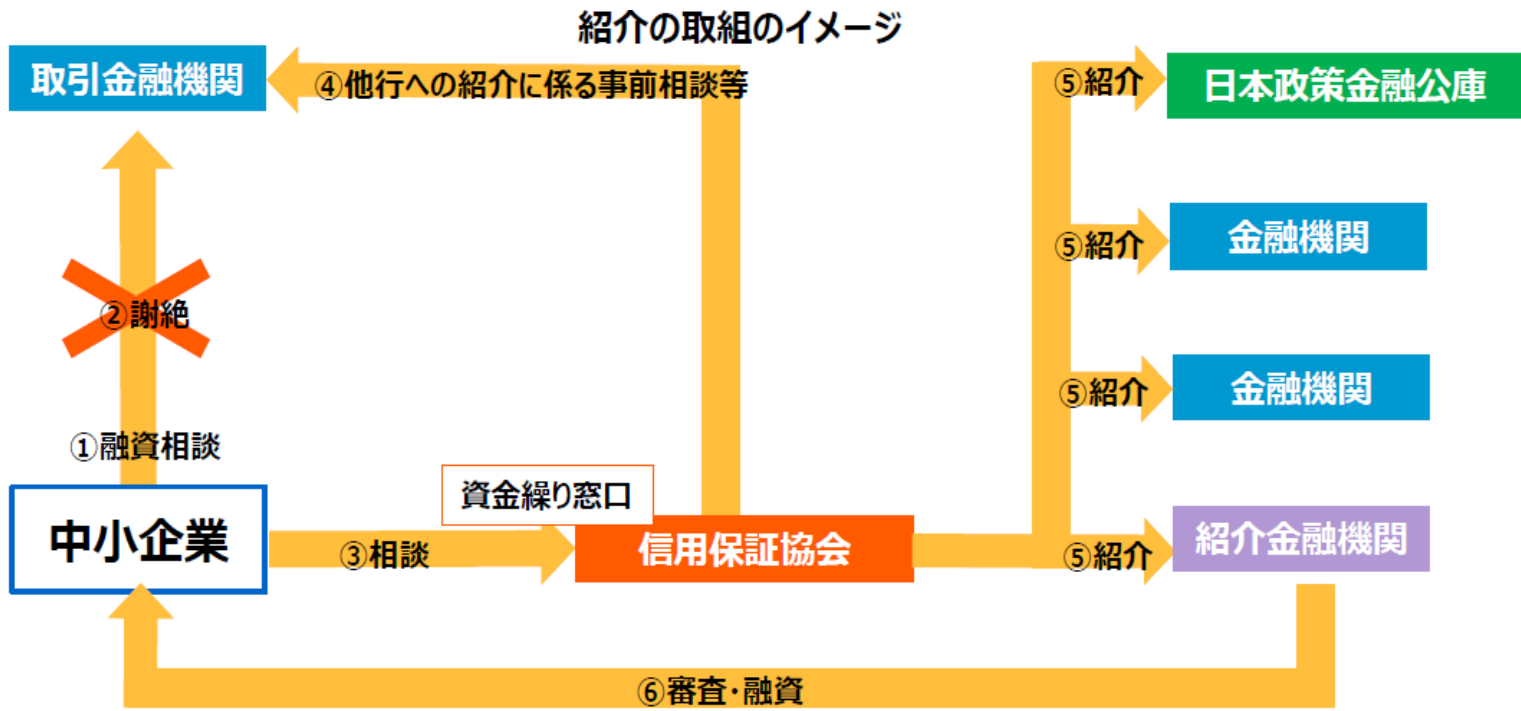 紹介の取組のイメージ
取引金融機関
④他行への紹介に係る事前相談等
⑤紹介
日本政策金融公庫
⑤紹介
金融機関
②謝絶
⑤紹介
金融機関
①融資相談
資金繰り窓口
中小企業
③相談
信用保証協会
⑤紹介
紹介金融機関
⑥審査・融資